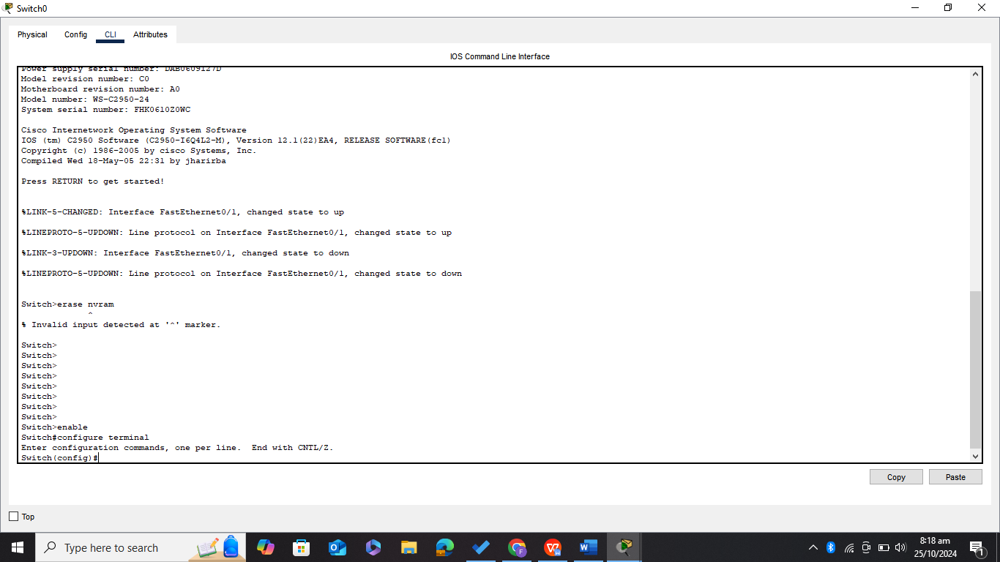 Switch0
Physical Config CLI Attributes
IOS Command Line Interface
Power supply serial number: DAB0609127D
Model revision number: C0
Motherboard revision number: A0
Model number: WS-C2950-24
System serial number: FHK0610Z0WC
Cisco Internetwork Operating System Software
IOS (tm) C2950 Software (C2950-I6Q4L2-M), Version 12.1(22)EA4, RELEASE SOFTWARE(fc1)
Copyright (c) 1986-2005 by cisco Systems, Inc.
Compiled Wed 18-May-05 22:31 by jharirba
Press RETURN to get started!
%LINK-5-CHANGED: Interface FastEthernet0/1, changed state to up
%LINEPROTO-5-UPDOWN: Line protocol on Interface FastEthernet0/1, changed state to up
%LINK-3-UPDOWN: Interface FastEthernet0/1, changed state to down
%LINEPROTO-5-UPDOWN: Line protocol on Interface FastEthernet0/1, changed state to down
Switch>erase nvram
^
% Invalid input detected at '^' marker.
Switch>
Switch>
Switch>
Switch>
Switch>
Switch>
Switch>
Switch>
Switch>enable
Switch#configure terminal
Enter configuration commands, one per line.  End with CNTL/Z.
Switch(config)#
Copy Paste
Top
Type here to search
8:18 am
25/10/2024
1